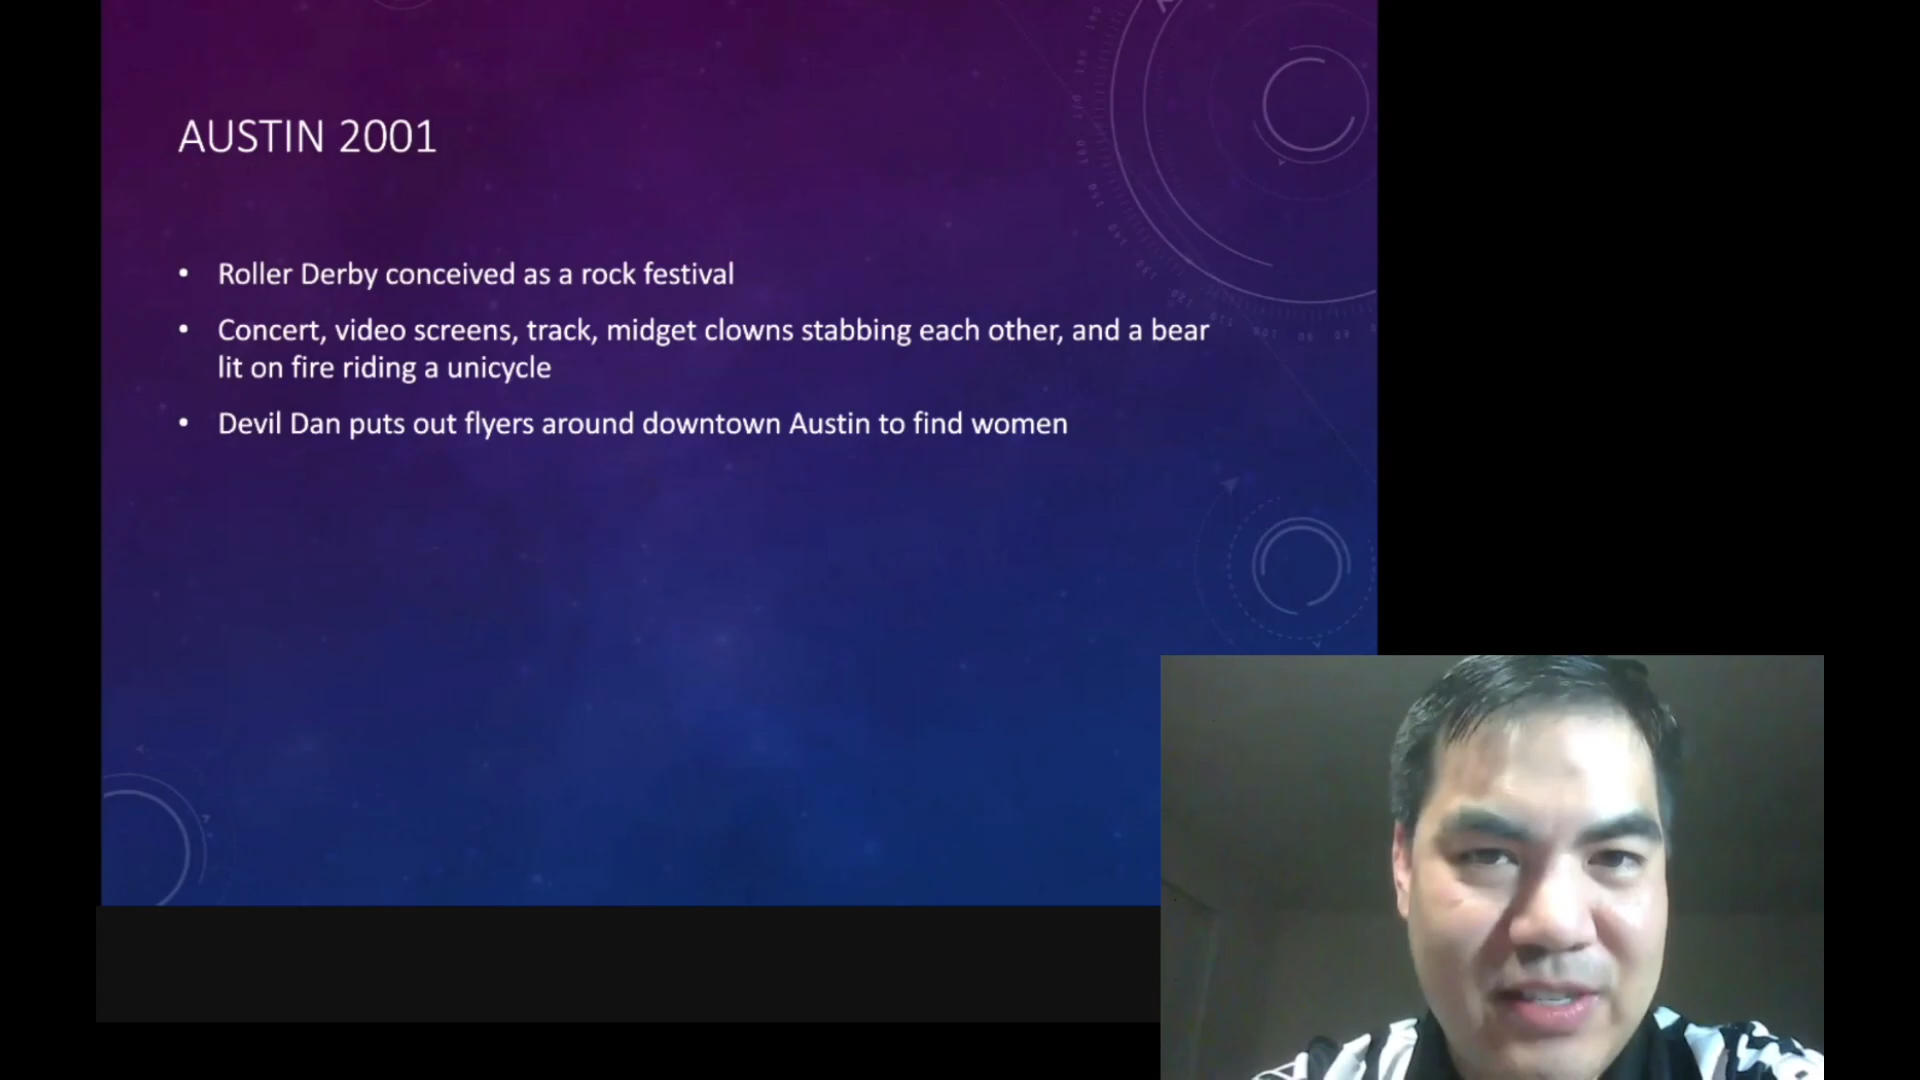 AUSTIN 2001
• Roller Derby conceived as a rock festival
• Concert, video screens, track, midget clowns stabbing each other, and a bear
lit on fire riding a unicycle
• Devil Dan puts out flyers around downtown Austin to find women